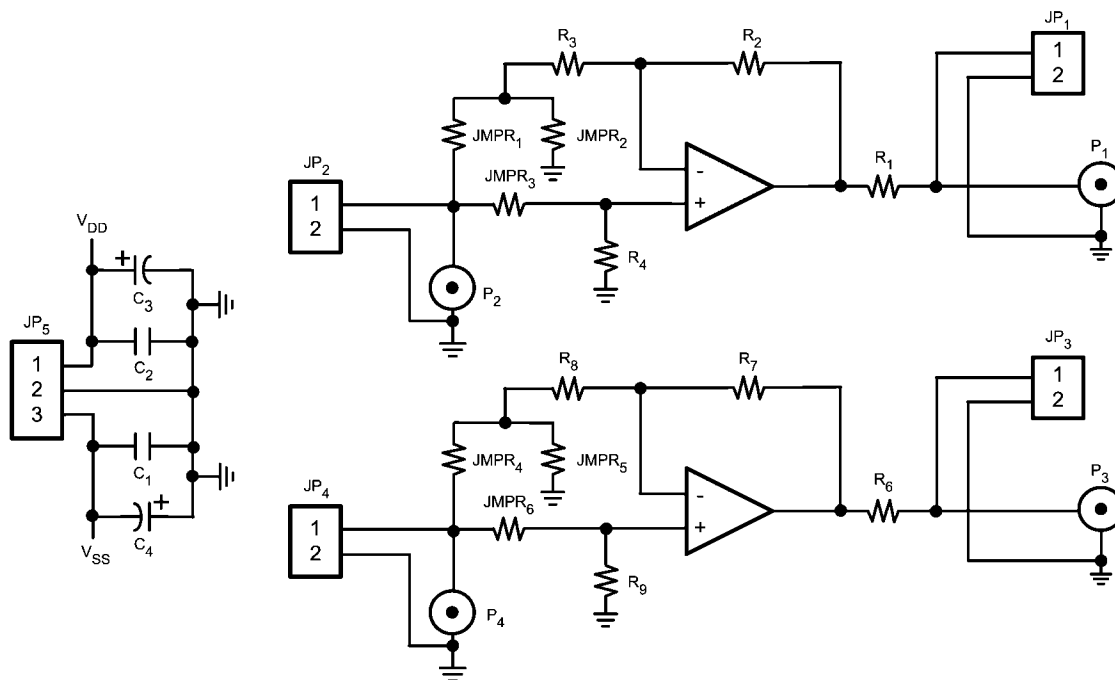 JP1
R3 R2
1
2
JMPR1 JMPR2
P1
R1
JP2
JMPR3
-
+
1
2
VDD
R4
+
P2
C3
JP5
1
2
3
C2
JP3
R8 R7
1
2
C1
JMPR4 JMPR5
P3
R6
JP4
JMPR6
-
+
1
2
+
VSS
C4
R9
P4